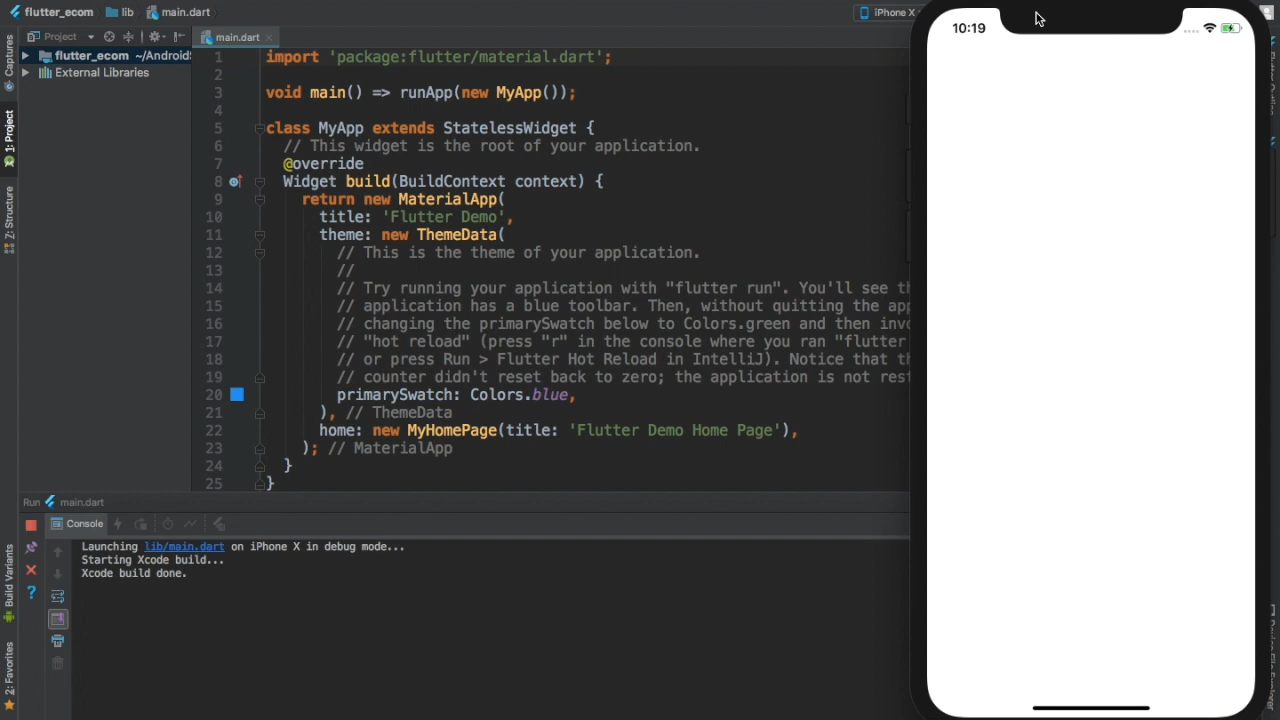 flutter_ecom lib main.dart
iPhone X
Project
main.dart
flutter_ecom ~/Android
External Libraries
Captures
1: Project
Z: Structure
Build Variants
2: Favorites
1 import 'package:flutter/material.dart';
2
3 void main() => runApp(new MyApp());
4
5 class MyApp extends StatelessWidget {
6 // This widget is the root of your application.
7 @override
8 Widget build(BuildContext context) {
9 return new MaterialApp(
10 title: 'Flutter Demo',
11 theme: new ThemeData(
12 // This is the theme of your application.
13 //
14 // Try running your application with "flutter run". You'll see th
15 // application has a blue toolbar. Then, without quitting the app
16 // changing the primarySwatch below to Colors.green and then invo
17 // "hot reload" (press "r" in the console where you ran "flutter
18 // or press Run > Flutter Hot Reload in IntelliJ). Notice that th
19 // counter didn't reset back to zero; the application is not rest
20 primarySwatch: Colors.blue,
21 ), // ThemeData
22 home: new MyHomePage(title: 'Flutter Demo Home Page'),
23 ); // MaterialApp
24 }
25 }
Run main.dart
Console
Launching lib/main.dart on iPhone X in debug mode...
Starting Xcode build...
Xcode build done.
10:19